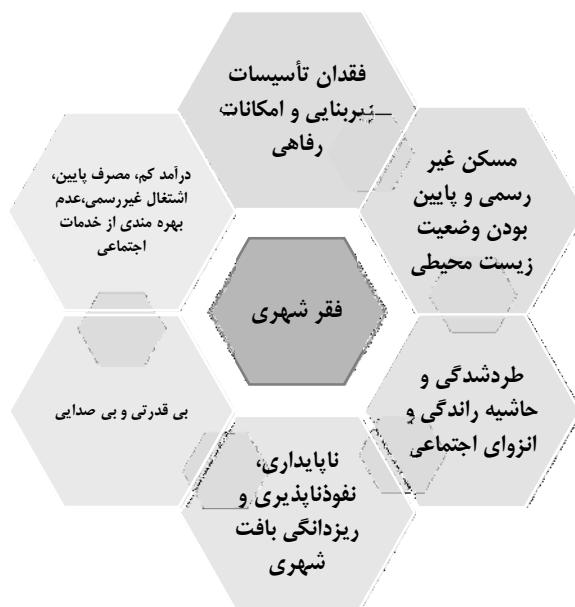 فقدان تأسیسات
زیربنایی و امکانات
رفاهی
مسکن غیر
رسمی و پایین
بودن وضعیت
زیست محیطی
طردشدگی و
حاشیه راندگی و
انزوای اجتماعی
ناپایداری،
نفوذناپذیری و
ریزدانگی بافت
شهری
بی قدرتی و بی صدایی
درآمد کم، مصرف پایین،
اشتغال غیررسمی،عدم
بهره مندی از خدمات
اجتماعی
فقر شهری